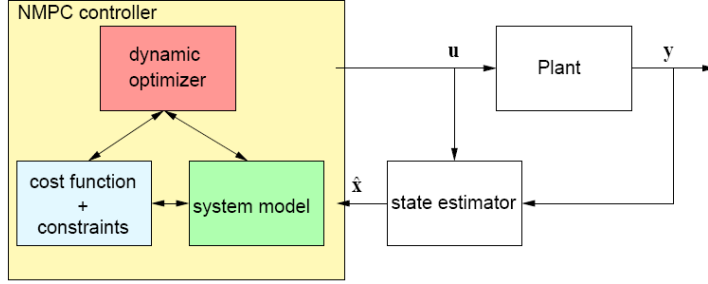 NMPC controller
dynamic
optimizer
u
Plant
y
cost function
+
constraints
system model
x̂
state estimator